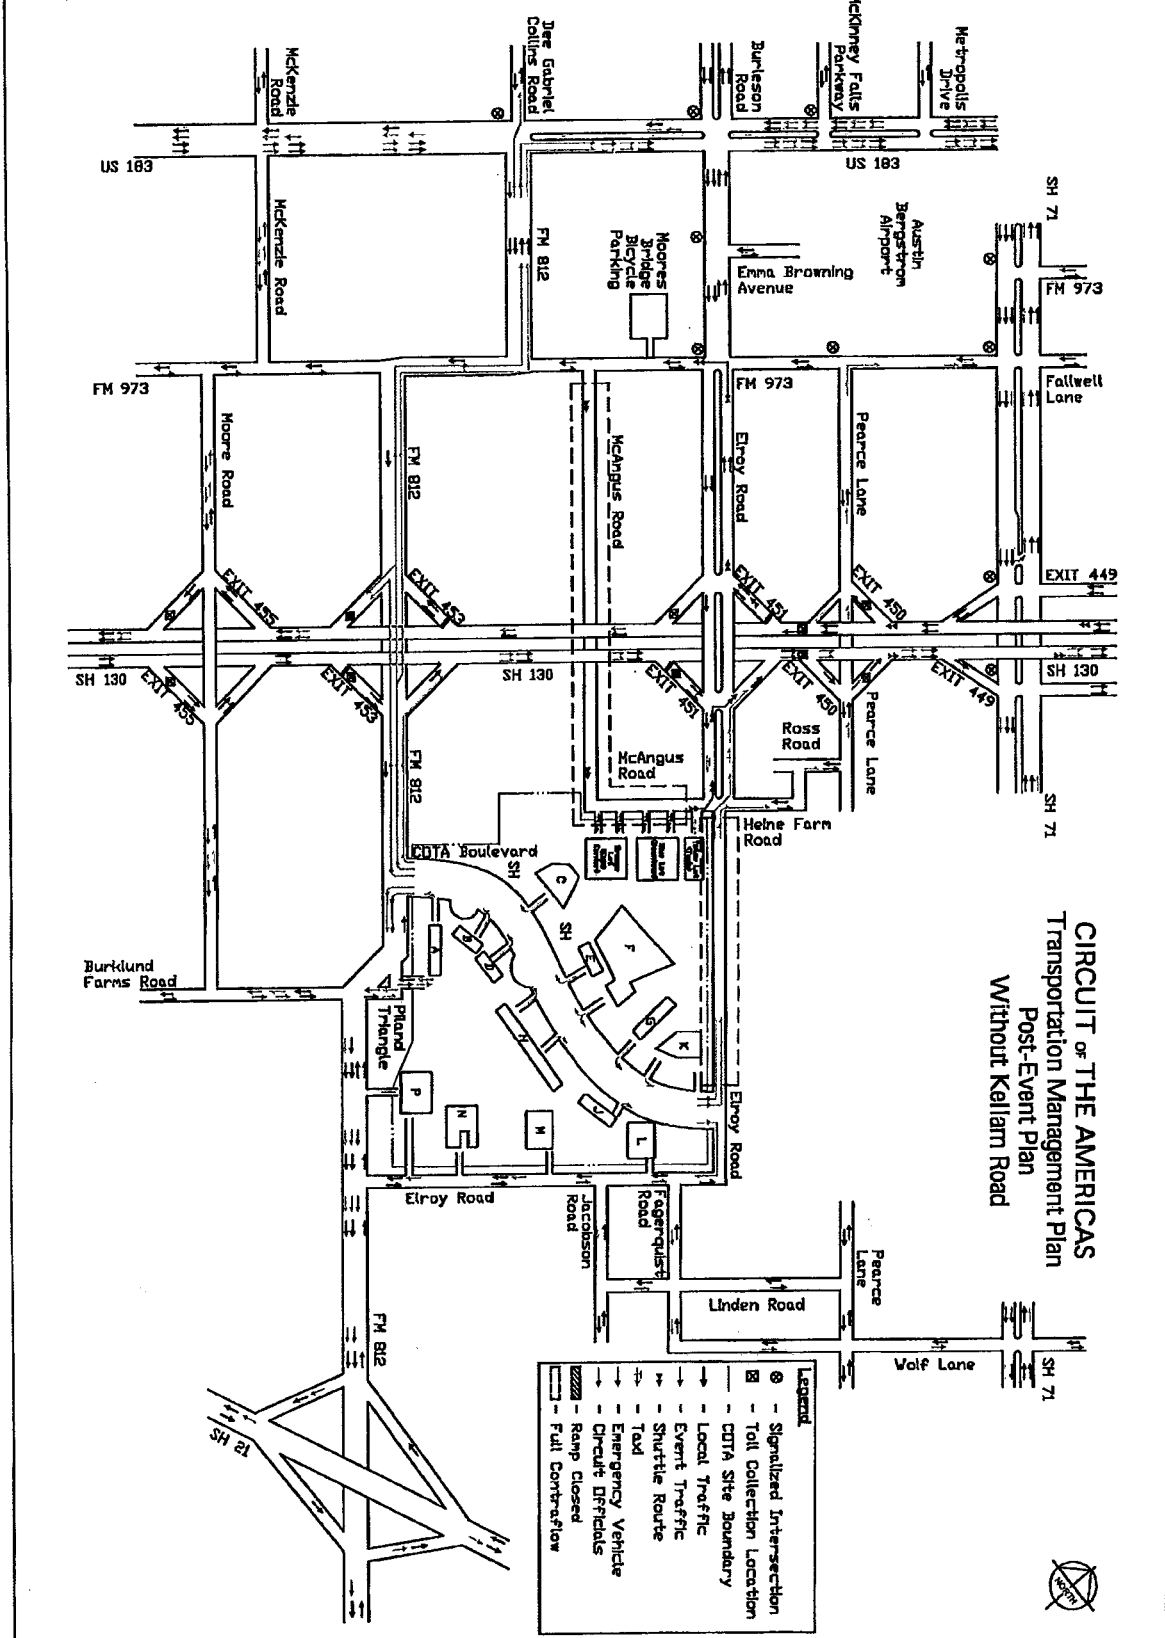 CIRCUIT OF THE AMERICAS
Transportation Management Plan
Post-Event Plan
Without Kellam Road
NORTH
SH 71
FM 973
Fallwell
Lane
EXIT 449
SH 130
EXIT 449
SH 71
SH 71
Metropolis
Drive
McKinney Falls
Parkway
Burleson
Road
Dee Gabriel
Collins Road
McKenzie
Road
US 183
US 183
Austin
Bergstrom
Airport
Emma Browning
Avenue
Moores
Bridge
Bicycle
Parking
FM 812
McKenzie Road
FM 973
FM 973
Pearce Lane
Elroy Road
McAngus Road
FM 812
Moore Road
EXIT 450
EXIT 451
EXIT 453
EXIT 455
SH 130
SH 130
EXIT 450
EXIT 451
EXIT 453
EXIT 455
Pearce Lane
Ross
Road
McAngus
Road
FM 812
Heine Farm
Road
COTA Boulevard
SH
SH
A
B
C
D
E
F
G
H
J
K
L
M
N
P
Burklund
Farms Road
Piland
Triangle
Elroy Road
Elroy Road
Jacobson
Road
Fagerquist
Road
Linden Road
Pearce
Lane
Wolf Lane
FM 812
SH 21
Legend
- Signalized Intersection
- Toll Collection Location
- COTA Site Boundary
- Local Traffic
- Event Traffic
- Shuttle Route
- Taxi
- Emergency Vehicle
- Circuit Officials
- Ramp Closed
- Full Contraflow